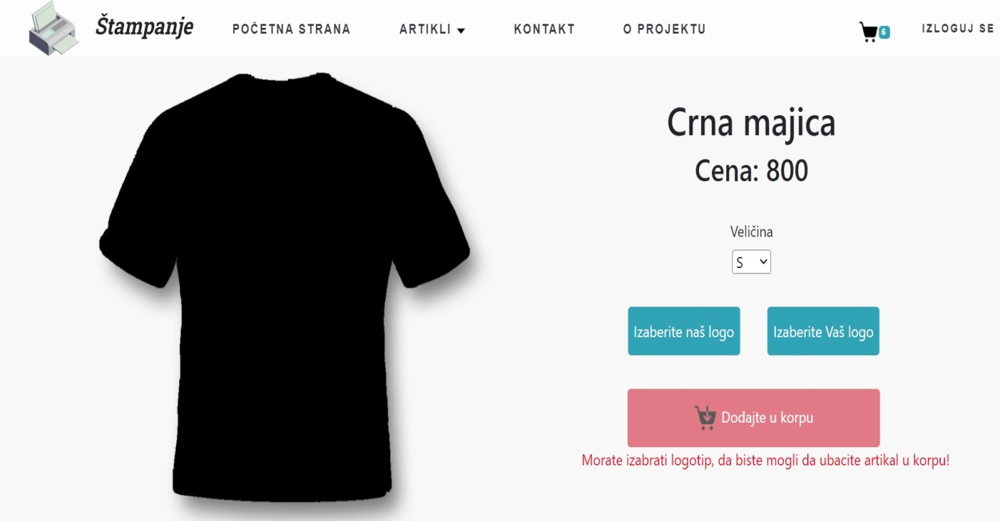 Štampanje
POČETNA STRANA
ARTIKLI
KONTAKT
O PROJEKTU
6
IZLOGUJ SE
Crna majica
Cena: 800
Veličina
S
Izaberite naš logo
Izaberite Vaš logo
Dodajte u korpu
Morate izabrati logotip, da biste mogli da ubacite artikal u korpu!